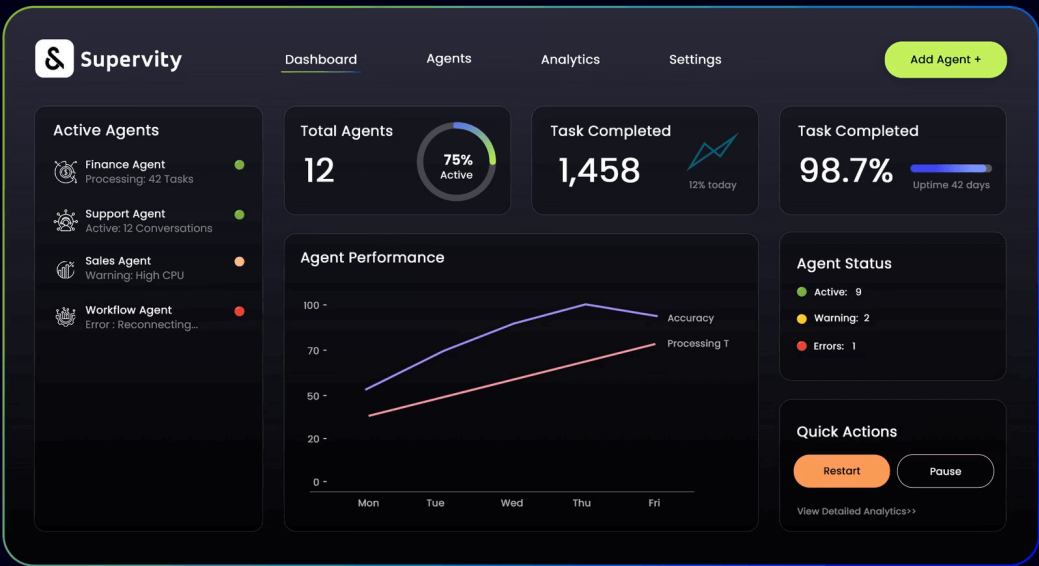 & Supervity
Dashboard
Agents
Analytics
Settings
Add Agent +
Active Agents
Finance Agent
Processing: 42 Tasks
Support Agent
Active: 12 Conversations
Sales Agent
Warning: High CPU
Workflow Agent
Error : Reconnecting...
Total Agents
12
75%
Active
Task Completed
1,458
12% today
Task Completed
98.7%
Uptime 42 days
Agent Performance
100 -
70 -
50 -
20 -
0 -
Mon
Tue
Wed
Thu
Fri
Accuracy
Processing T
Agent Status
Active: 9
Warning: 2
Errors: 1
Quick Actions
Restart
Pause
View Detailed Analytics>>